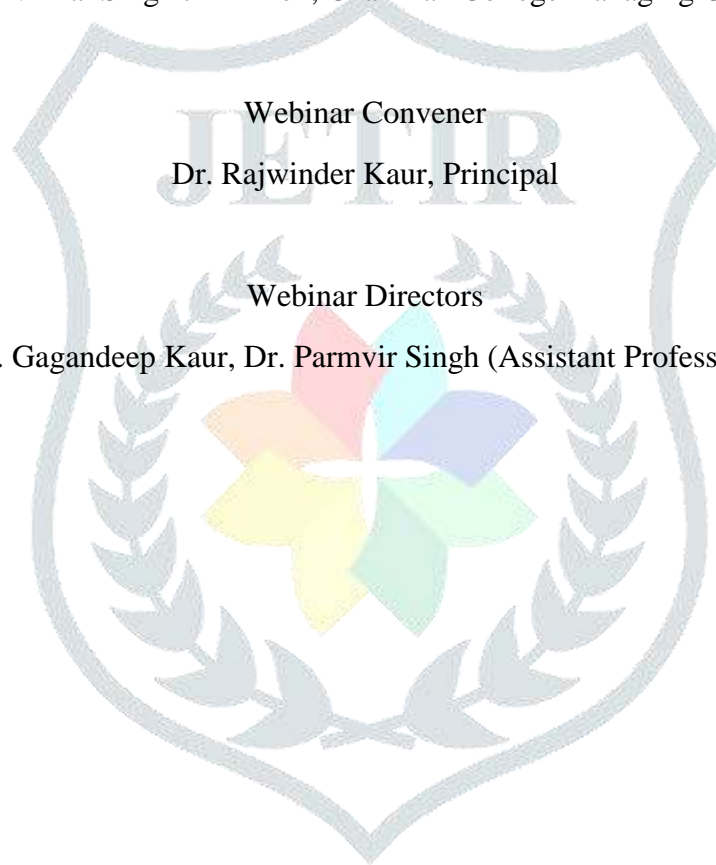 JETIR
Webinar Convener
Dr. Rajwinder Kaur, Principal
Webinar Directors
. Gagandeep Kaur, Dr. Parmvir Singh (Assistant